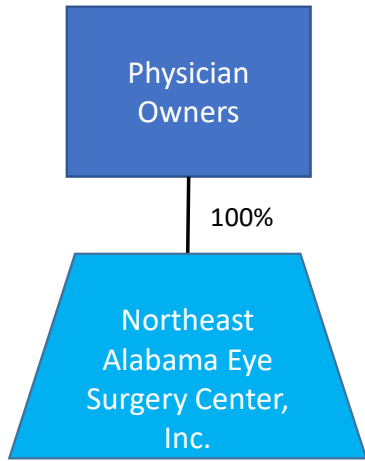 Physician
Owners
100%
Northeast
Alabama Eye
Surgery Center,
Inc.